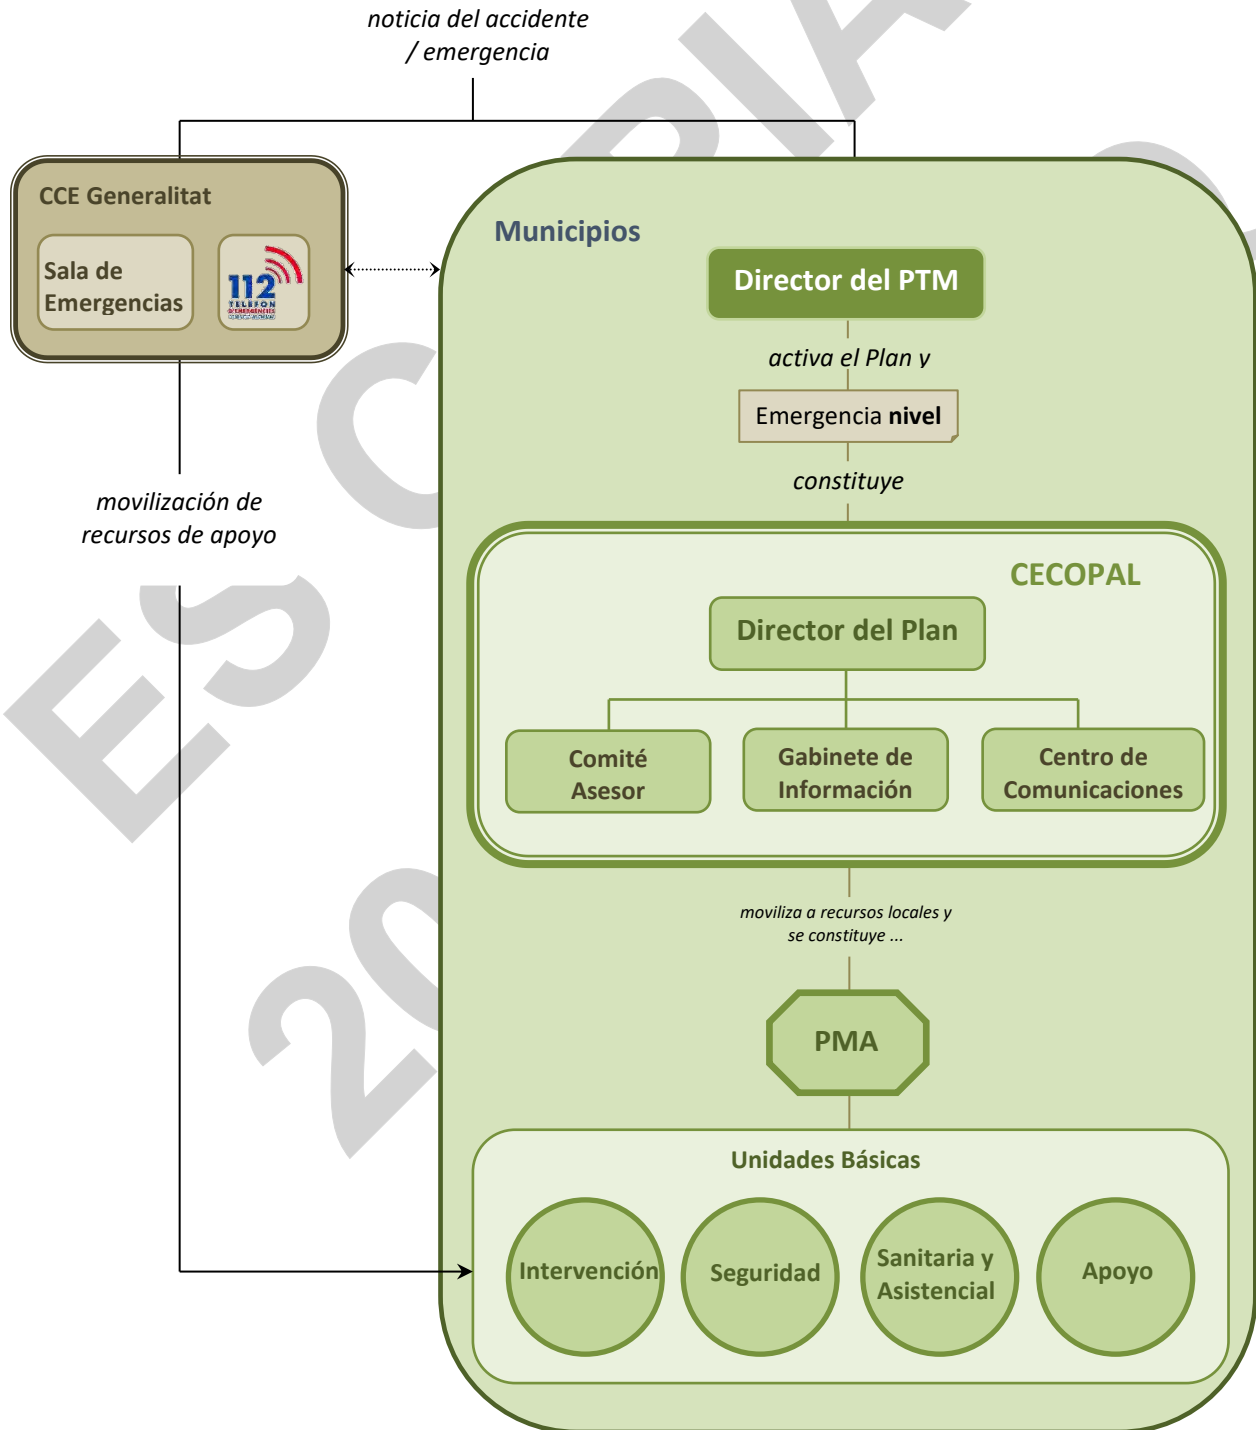 noticia del accidente
/ emergencia
CCE Generalitat
Sala de
Emergencias
112
TELEFON
D'EMERGÈNCIES
Municipios
Director del PTM
activa el Plan y
Emergencia nivel
constituye
movilización de
recursos de apoyo
CECOPAL
Director del Plan
Comité
Asesor
Gabinete de
Información
Centro de
Comunicaciones
moviliza a recursos locales y
se constituye ...
PMA
Unidades Básicas
Intervención
Seguridad
Sanitaria y
Asistencial
Apoyo